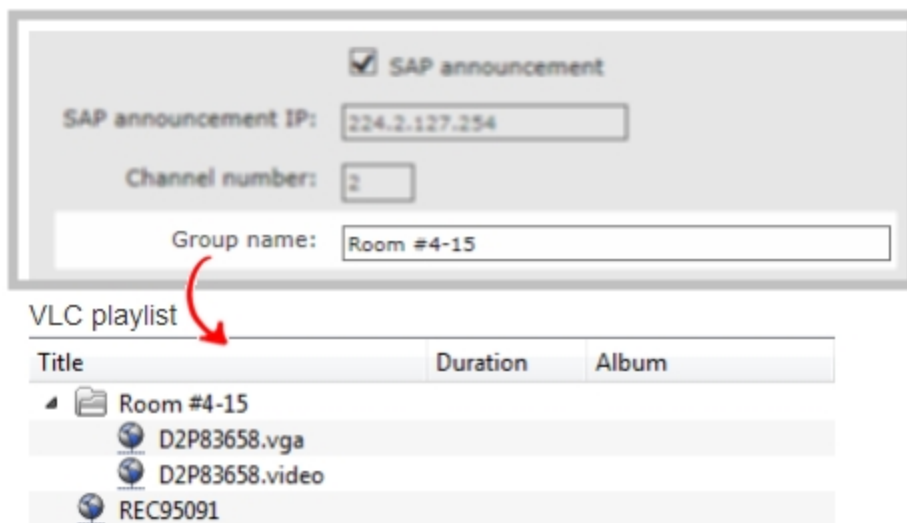 SAP announcement
SAP announcement IP: 224.2.127.254
Channel number: 2
Group name: Room #4-15
VLC playlist
Title Duration Album
Room #4-15
D2P83658.vga
D2P83658.video
REC95091